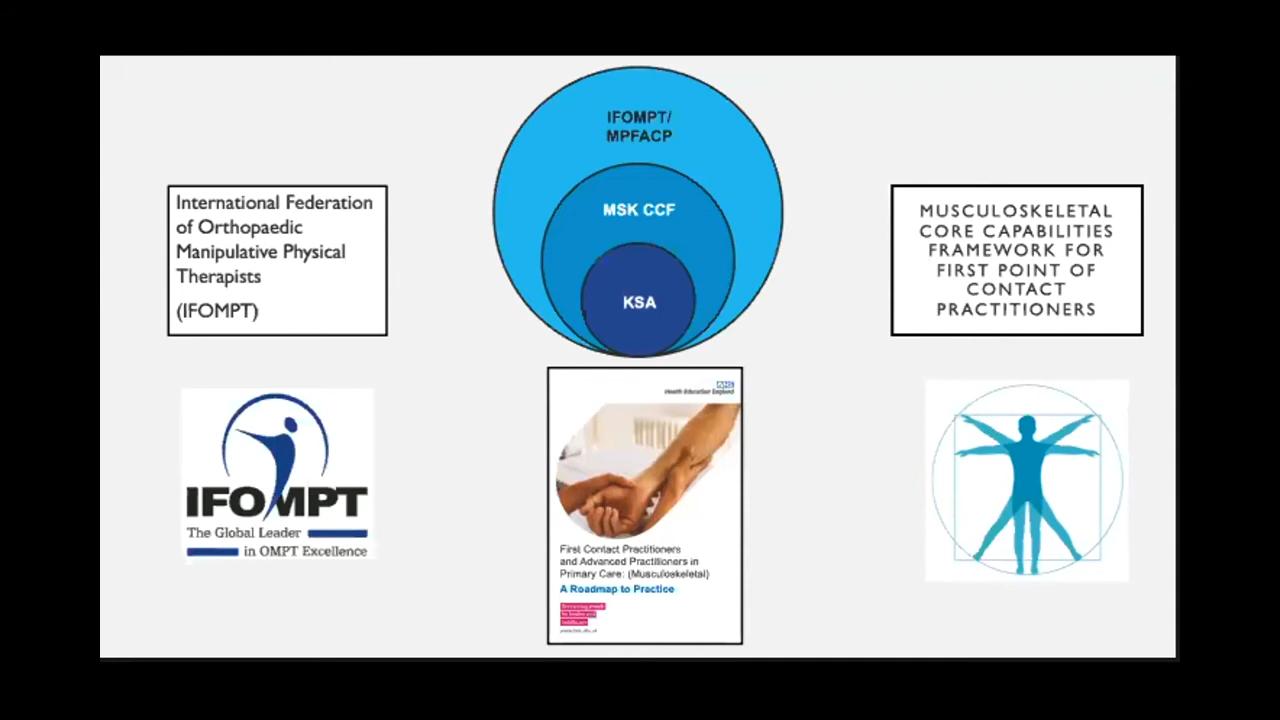 IFOMPT/
MPFACP
MSK CCF
KSA
International Federation
of Orthopaedic
Manipulative Physical
Therapists
(IFOMPT)
MUSCULOSKELETAL
CORE CAPABILITIES
FRAMEWORK FOR
FIRST POINT OF
CONTACT
PRACTITIONERS
IFOMPT
The Global Leader
in OMPT Excellence
NHS
Health Education England
First Contact Practitioners
and Advanced Practitioners in
Primary Care: (Musculoskeletal)
A Roadmap to Practice